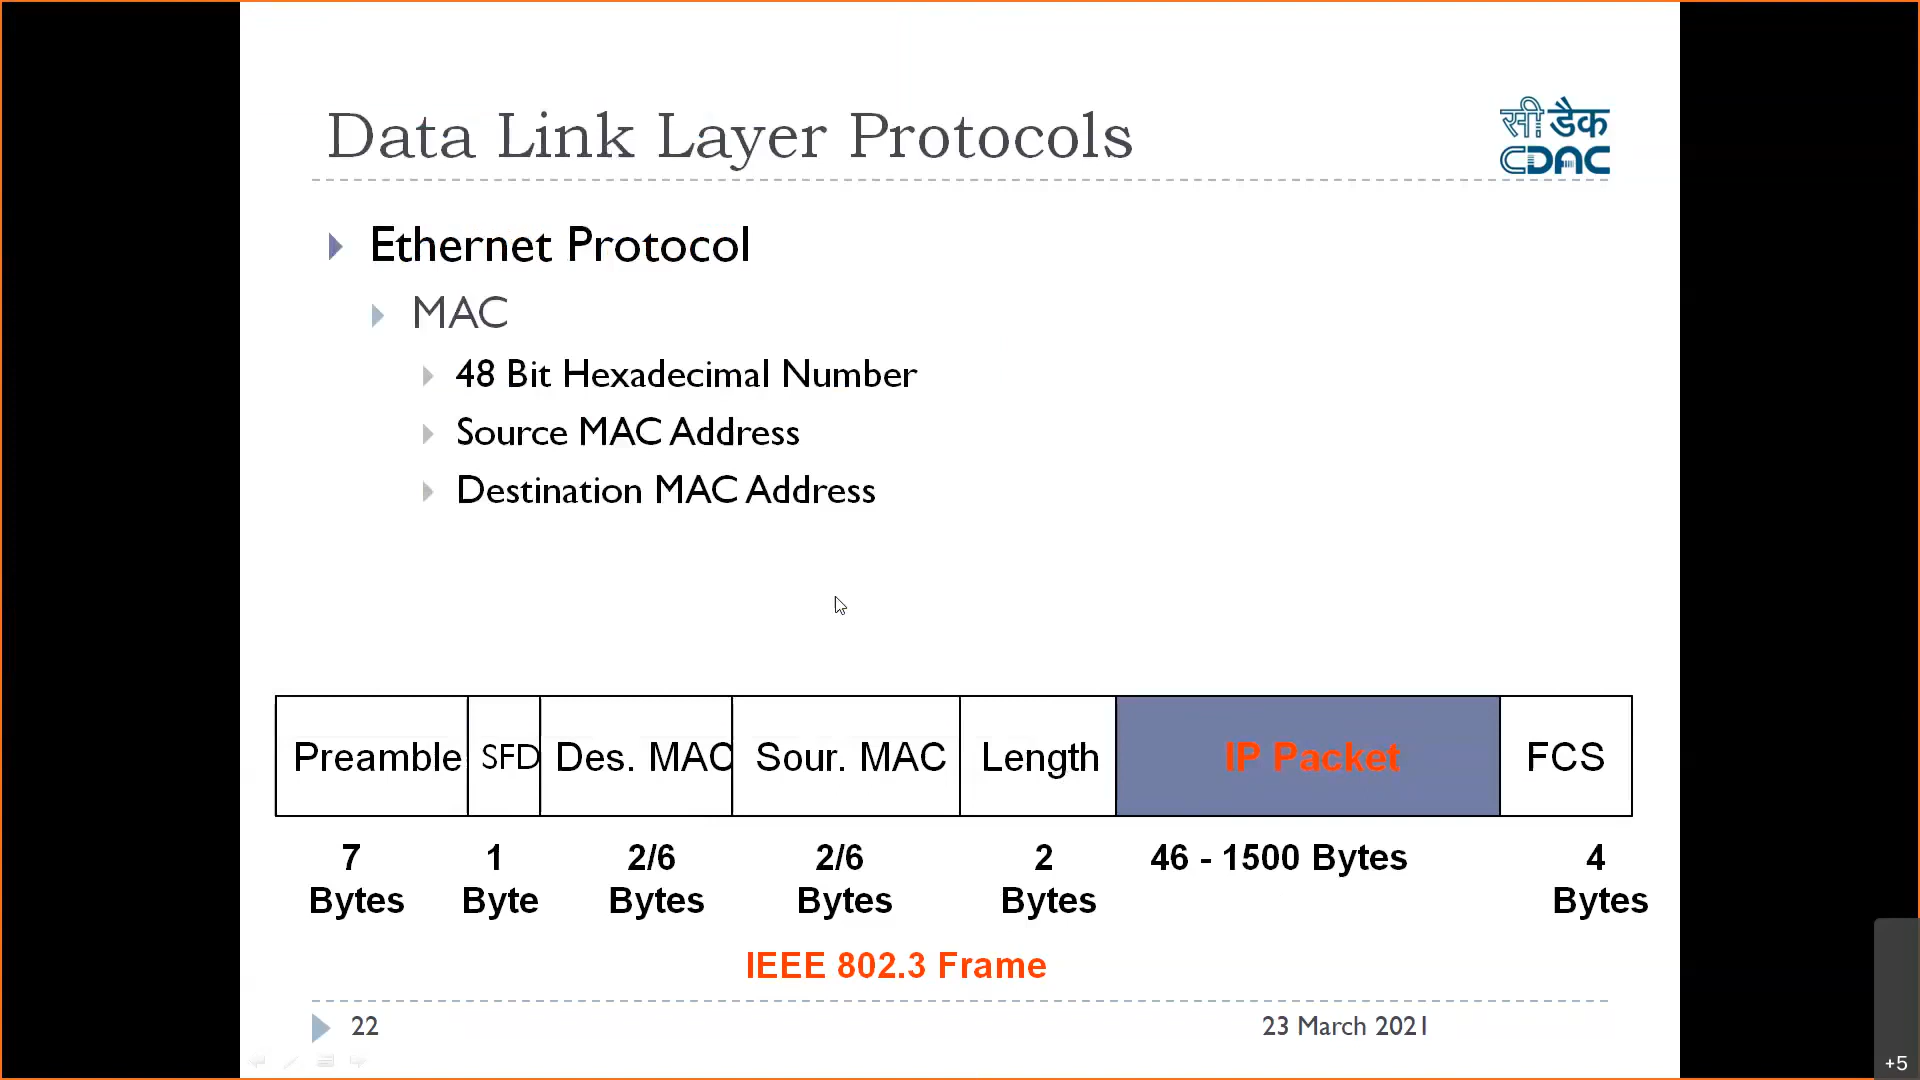 Data Link Layer Protocols
सी डैक
CDAC
Ethernet Protocol
MAC
48 Bit Hexadecimal Number
Source MAC Address
Destination MAC Address
Preamble SFD Des. MAC Sour. MAC Length IP Packet FCS
7 1 2/6 2/6 2 46 - 1500 Bytes 4
Bytes Byte Bytes Bytes Bytes Bytes
IEEE 802.3 Frame
22 23 March 2021
+5